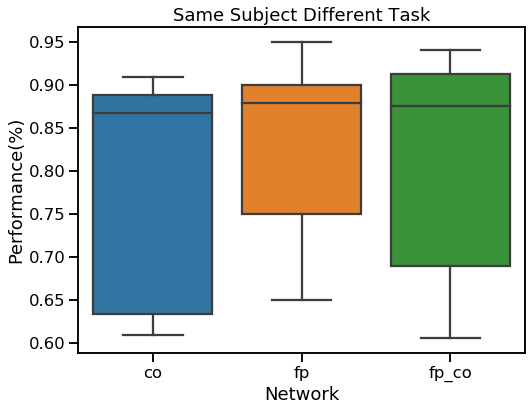 Same Subject Different Task
Performance(%)
0.95
0.90
0.85
0.80
0.75
0.70
0.65
0.60
co fp fp_co
Network